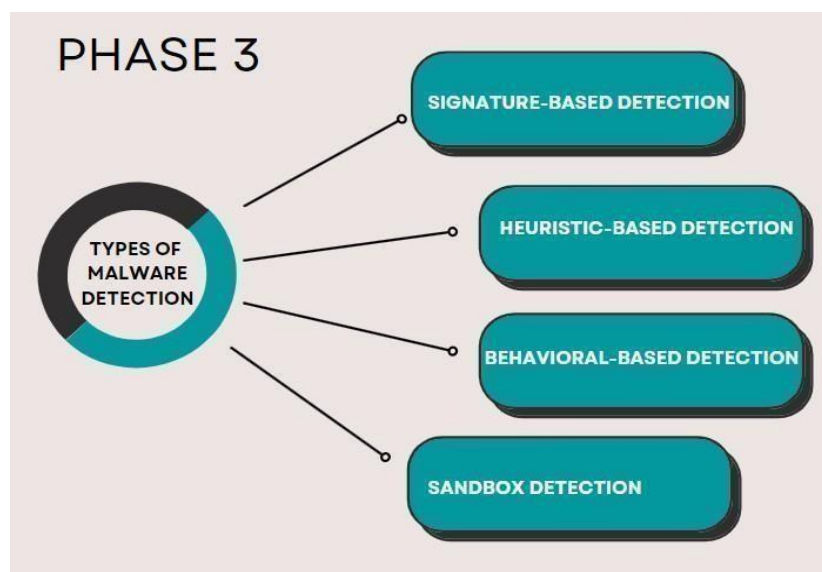 PHASE 3
SIGNATURE-BASED DETECTION
TYPES OF
MALWARE
DETECTION
HEURISTIC-BASED DETECTION
BEHAVIORAL-BASED DETECTION
SANDBOX DETECTION